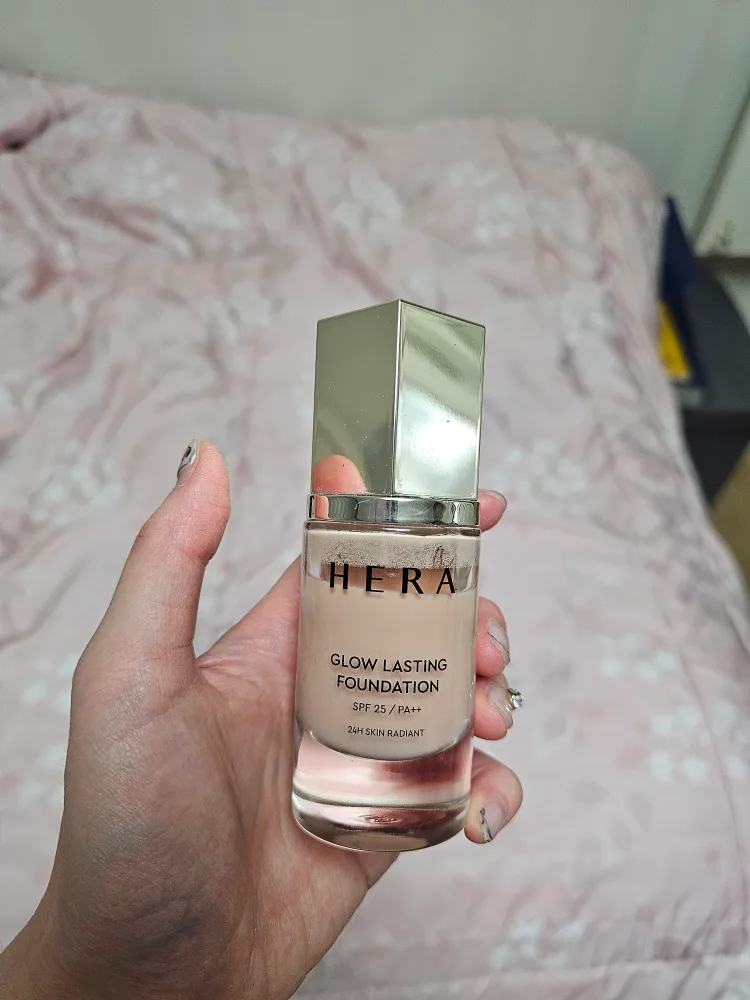 HERA
GLOW LASTING
FOUNDATION
SPF 25 / PA++
24H SKIN RADIANT